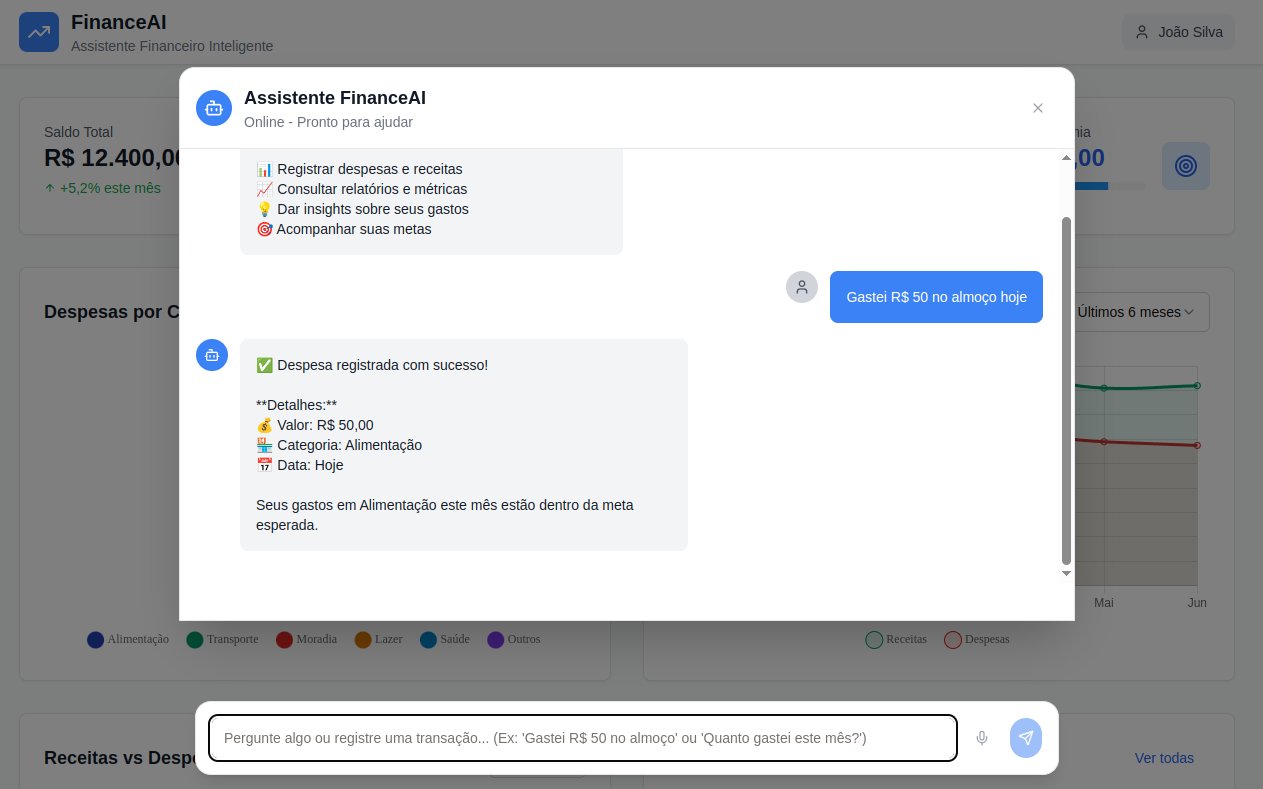 FinanceAI
Assistente Financeiro Inteligente
João Silva
Assistente FinanceAI
Online - Pronto para ajudar
Saldo Total
R$ 12.400,00
+5,2% este mês
📊 Registrar despesas e receitas
📈 Consultar relatórios e métricas
💡 Dar insights sobre seus gastos
🎯 Acompanhar suas metas
Gastei R$ 50 no almoço hoje
Despesas por C
Últimos 6 meses
✅ Despesa registrada com sucesso!
**Detalhes:**
💰 Valor: R$ 50,00
🏪 Categoria: Alimentação
📅 Data: Hoje
Seus gastos em Alimentação este mês estão dentro da meta
esperada.
Mai Jun
Alimentação Transporte Moradia Lazer Saúde Outros
Receitas Despesas
Pergunte algo ou registre uma transação... (Ex: 'Gastei R$ 50 no almoço' ou 'Quanto gastei este mês?')
Receitas vs Desp
Ver todas